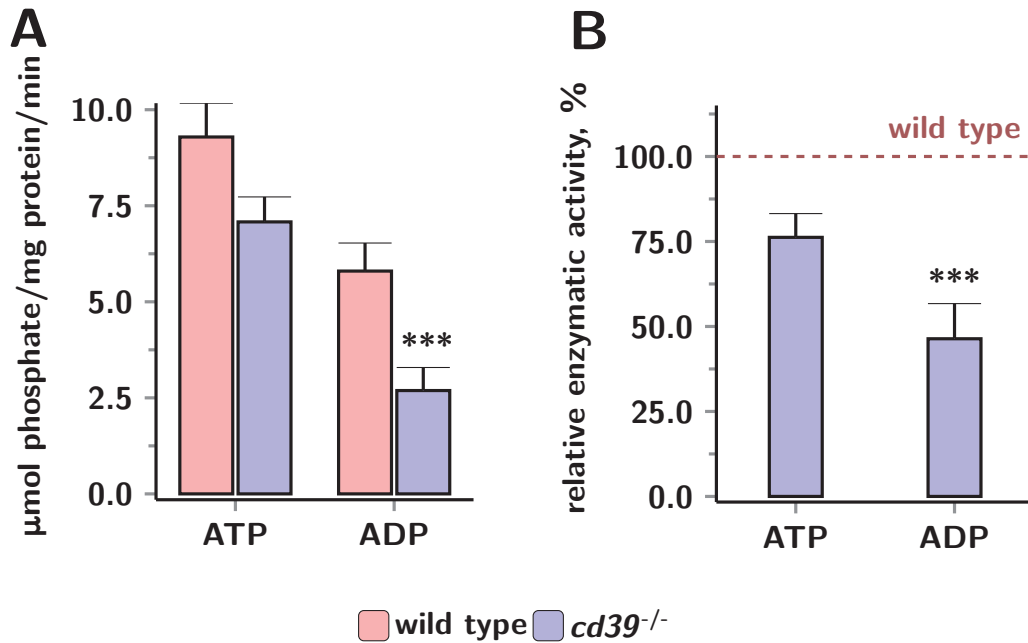 A
μmol phosphate/mg protein/min
10.0
7.5
5.0
2.5
0.0
***
ATP ADP
B
relative enzymatic activity, %
wild type
100.0
75.0
50.0
25.0
0.0
***
ATP ADP
wild type cd39-/-